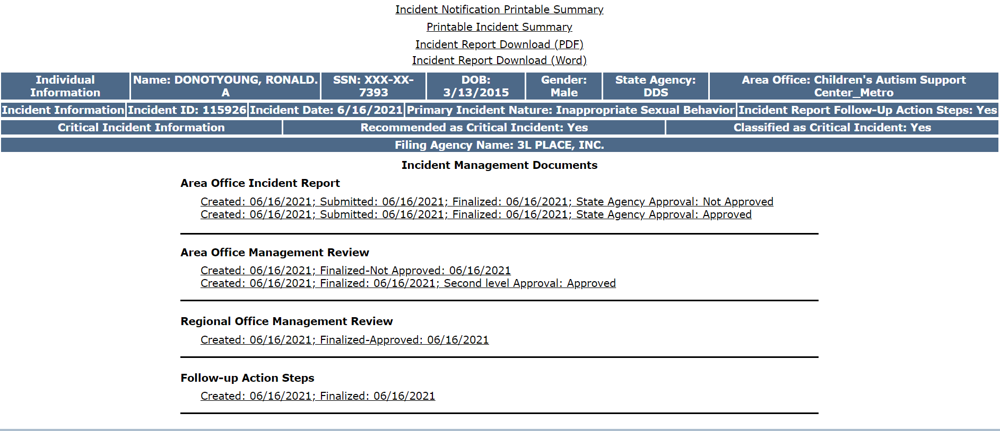 Incident Notification Printable Summary
Printable Incident Summary
Incident Report Download (PDF)
Incident Report Download (Word)
Individual Information Name: DONOTYOUNG, RONALD. A SSN: XXX-XX-7393 DOB: 3/13/2015 Gender: Male State Agency: DDS Area Office: Children's Autism Support Center_Metro
Incident Information Incident ID: 115926 Incident Date: 6/16/2021 Primary Incident Nature: Inappropriate Sexual Behavior Incident Report Follow-Up Action Steps: Yes
Critical Incident Information Recommended as Critical Incident: Yes Classified as Critical Incident: Yes
Filing Agency Name: 3L PLACE, INC.
Incident Management Documents
Area Office Incident Report
Created: 06/16/2021; Submitted: 06/16/2021; Finalized: 06/16/2021; State Agency Approval: Not Approved
Created: 06/16/2021; Submitted: 06/16/2021; Finalized: 06/16/2021; State Agency Approval: Approved
Area Office Management Review
Created: 06/16/2021; Finalized-Not Approved: 06/16/2021
Created: 06/16/2021; Finalized: 06/16/2021; Second level Approval: Approved
Regional Office Management Review
Created: 06/16/2021; Finalized-Approved: 06/16/2021
Follow-up Action Steps
Created: 06/16/2021; Finalized: 06/16/2021